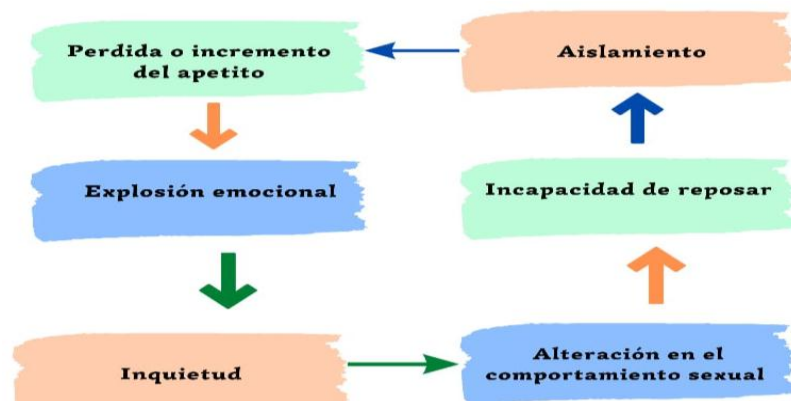 Perdida o incremento
del apetito
Aislamiento
Explosión emocional
Incapacidad de reposar
Inquietud
Alteración en el
comportamiento sexual